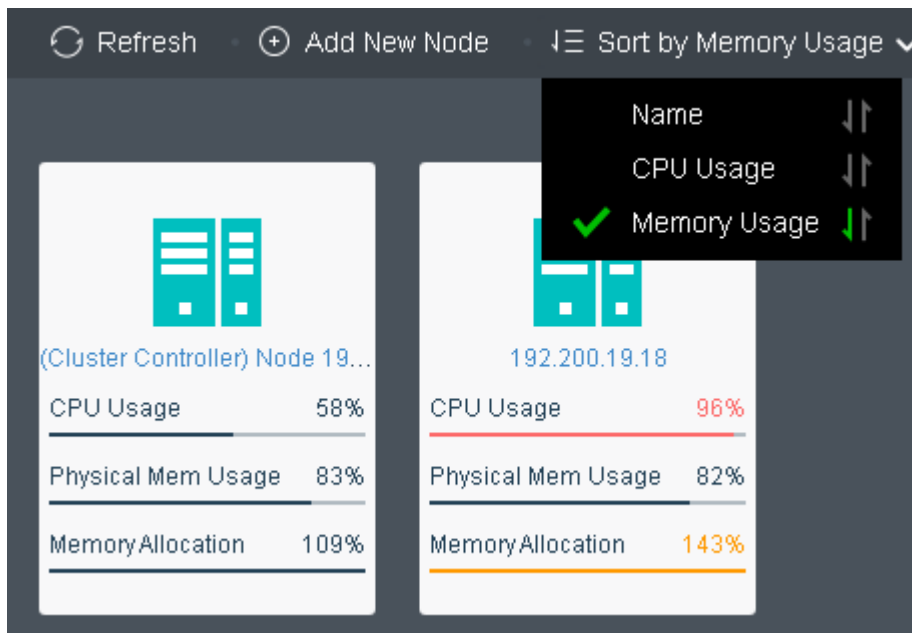 Refresh Add New Node Sort by Memory Usage
Name
CPU Usage
Memory Usage
(Cluster Controller) Node 19...
CPU Usage 58%
Physical Mem Usage 83%
Memory Allocation 109%
192.200.19.18
CPU Usage 96%
Physical Mem Usage 82%
Memory Allocation 143%